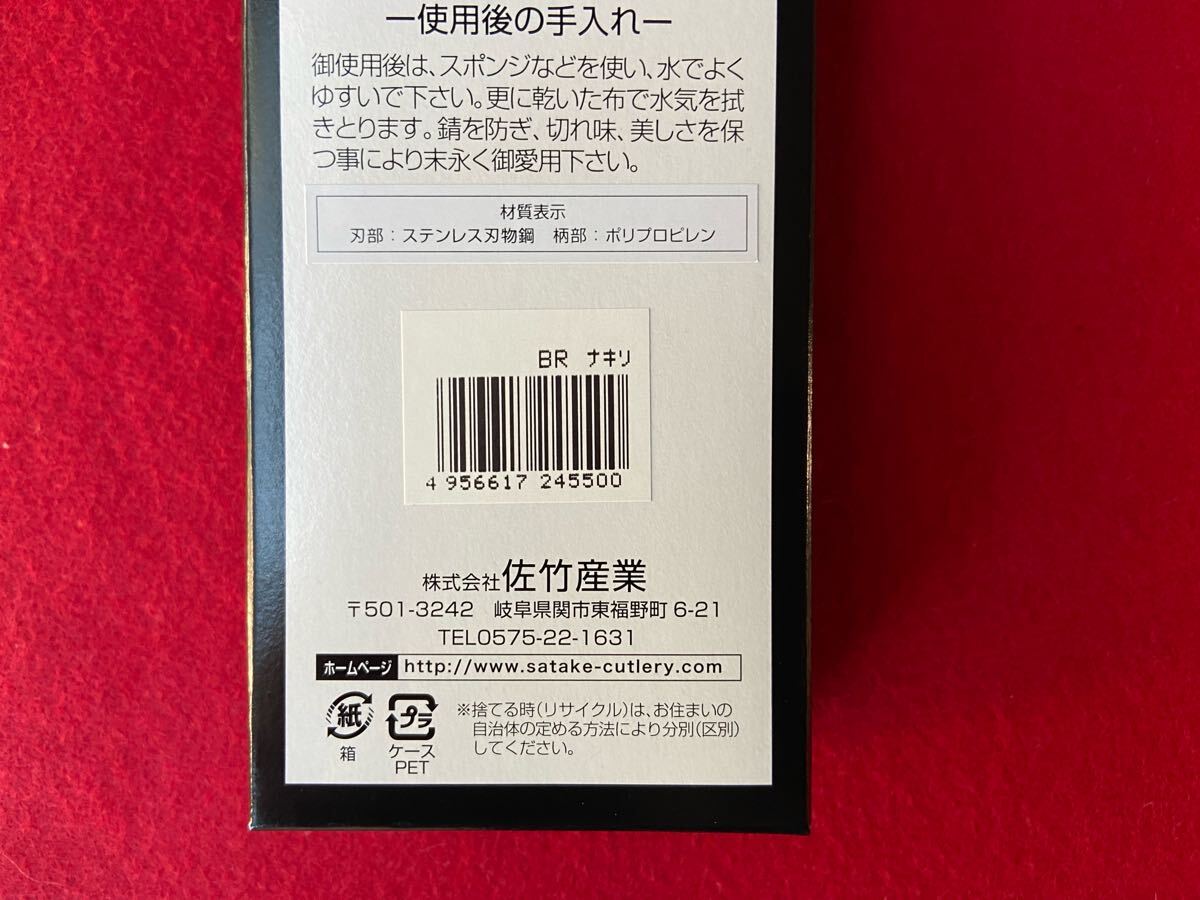 ー使用後の手入れー
御使用後は、スポンジなどを使い、水でよく
ゆすいで下さい。更に乾いた布で水気を拭
きとります。錆を防ぎ、切れ味、美しさを保
つ事により末永く御愛用下さい。
材質表示
刃部：ステンレス刃物鋼　柄部：ポリプロピレン
BR ナキリ
4 956617 245500
株式会社佐竹産業
〒501-3242　岐阜県関市東福野町 6-21
TEL0575-22-1631
ホームページ http://www.satake-cutlery.com
紙
箱
プラ
ケース
PET
※捨てる時（リサイクル）は、お住まいの
自治体の定める方法により分別（区別）
してください。